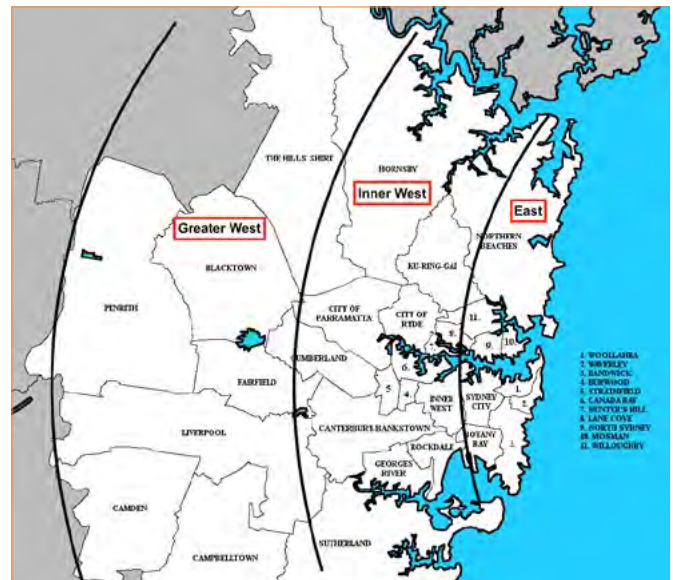 THE HILLS SHIRE
HORNSBY
Inner West
East
Greater West
NORTHERN
BEACHES
KU-RING-GAI
BLACKTOWN
PENRITH
CITY OF
PARRAMATTA
CITY OF
RYDE
11.
8.
9.
10.
CUMBERLAND
6.
5
4.
1.
2.
FAIRFIELD
INNER
WEST
SYDNEY
CITY
LIVERPOOL
CANTERBURY-BANKSTOWN
ROCKDALE
BOTANY
BAY
GEORGES
RIVER
CAMDEN
CAMPBELLTOWN
SUTHERLAND
1. WOOLLAHRA
2. WAVERLEY
3. RANDWICK
4. BURWOOD
5. STRATHFIELD
6. CANADA BAY
7. HUNTER'S HILL
8. LANE COVE
9. NORTH SYDNEY
10. MOSMAN
11. WILLOUGHBY